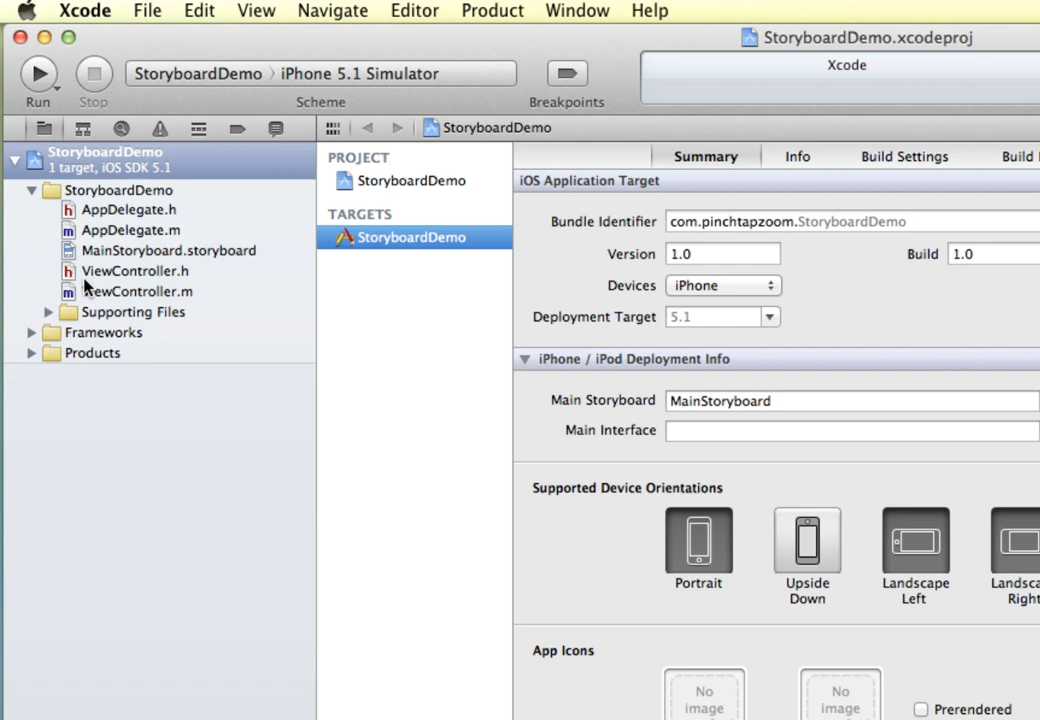 Xcode File Edit View Navigate Editor Product Window Help
StoryboardDemo.xcodeproj
StoryboardDemo iPhone 5.1 Simulator
Xcode
Run Stop Scheme Breakpoints
StoryboardDemo
StoryboardDemo
1 target, iOS SDK 5.1
StoryboardDemo
h AppDelegate.h
m AppDelegate.m
MainStoryboard.storyboard
h ViewController.h
m ViewController.m
Supporting Files
Frameworks
Products
PROJECT
StoryboardDemo
TARGETS
StoryboardDemo
Summary Info Build Settings Build
iOS Application Target
Bundle Identifier com.pinchtapzoom.StoryboardDemo
Version 1.0 Build 1.0
Devices iPhone
Deployment Target 5.1
iPhone / iPod Deployment Info
Main Storyboard MainStoryboard
Main Interface
Supported Device Orientations
Portrait
Upside
Down
Landscape
Left
Landsca
Right
App Icons
No
image
No
image
Prerendered